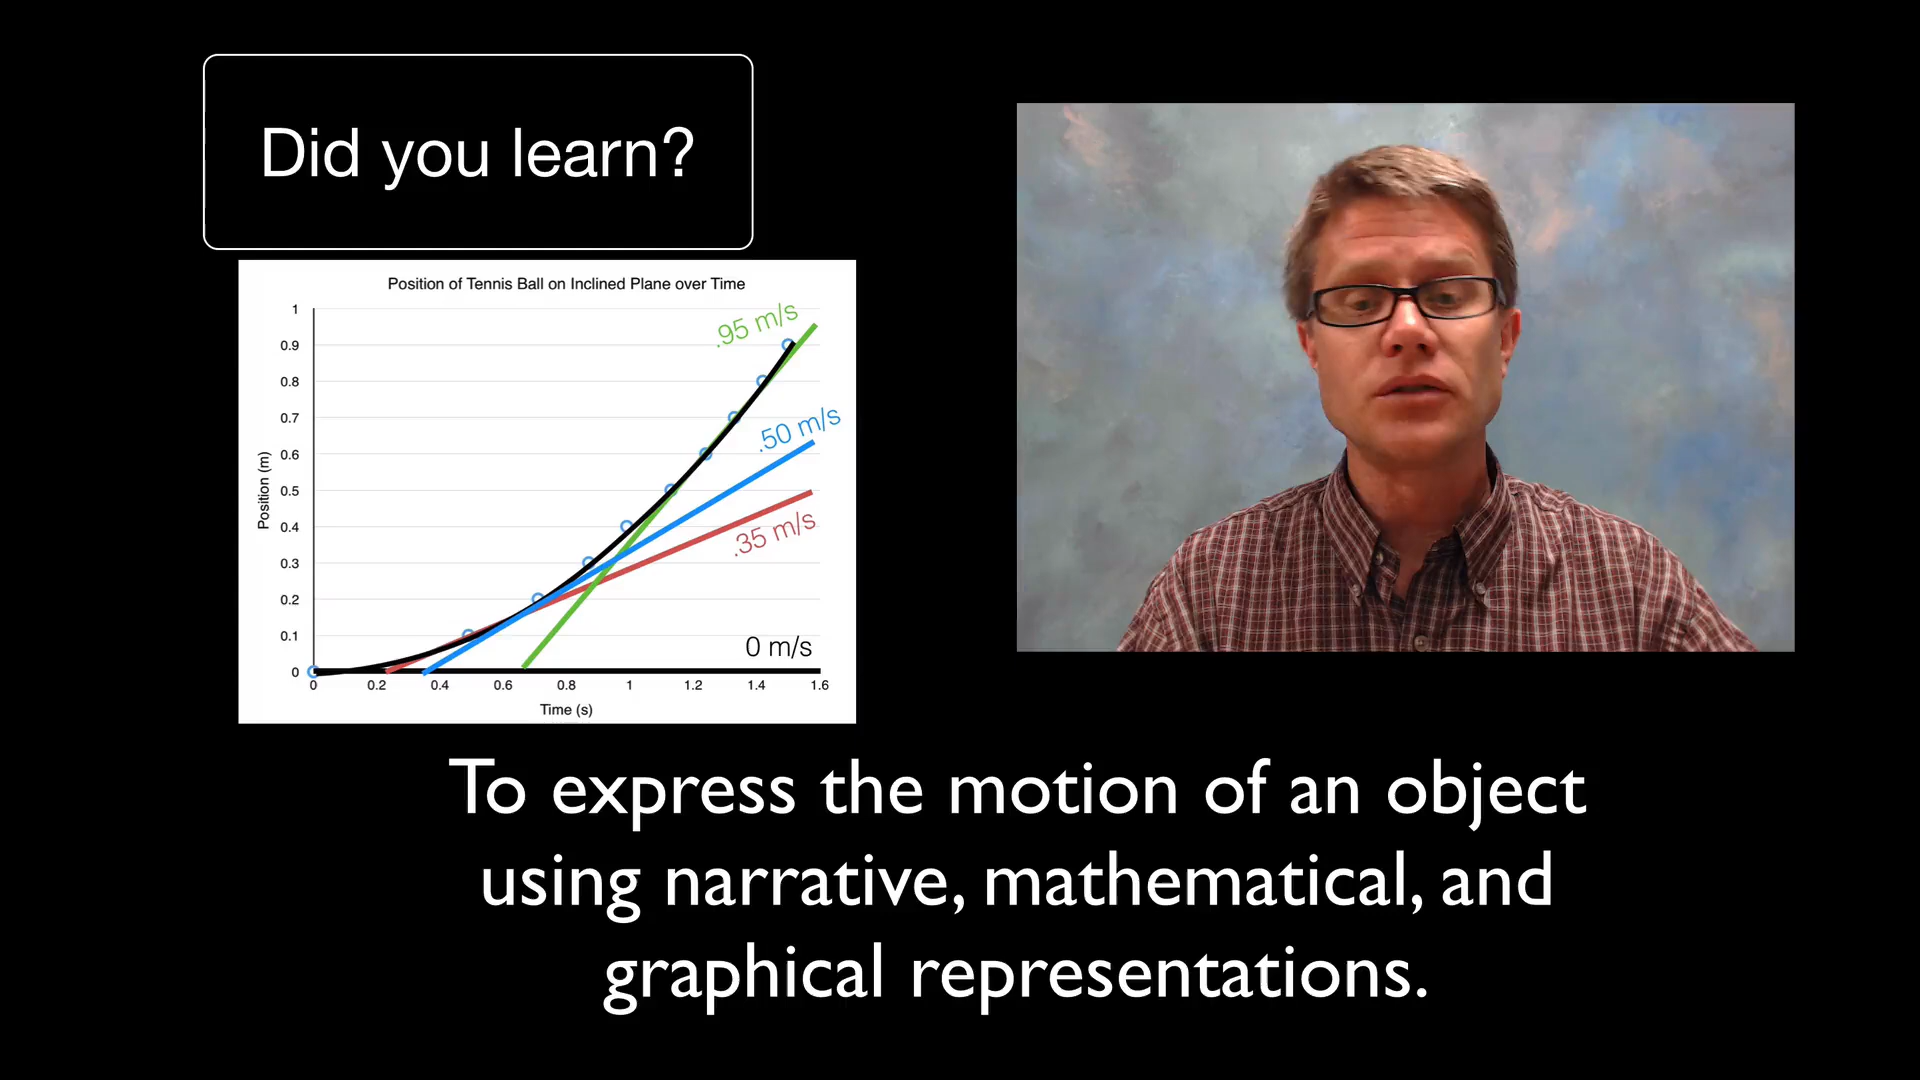 Did you learn?
Position of Tennis Ball on Inclined Plane over Time
Position (m)
1
0.9
0.8
0.7
0.6
0.5
0.4
0.3
0.2
0.1
0
.95 m/s
.50 m/s
.35 m/s
0 m/s
0 0.2 0.4 0.6 0.8 1 1.2 1.4 1.6
Time (s)
To express the motion of an object
using narrative, mathematical, and
graphical representations.